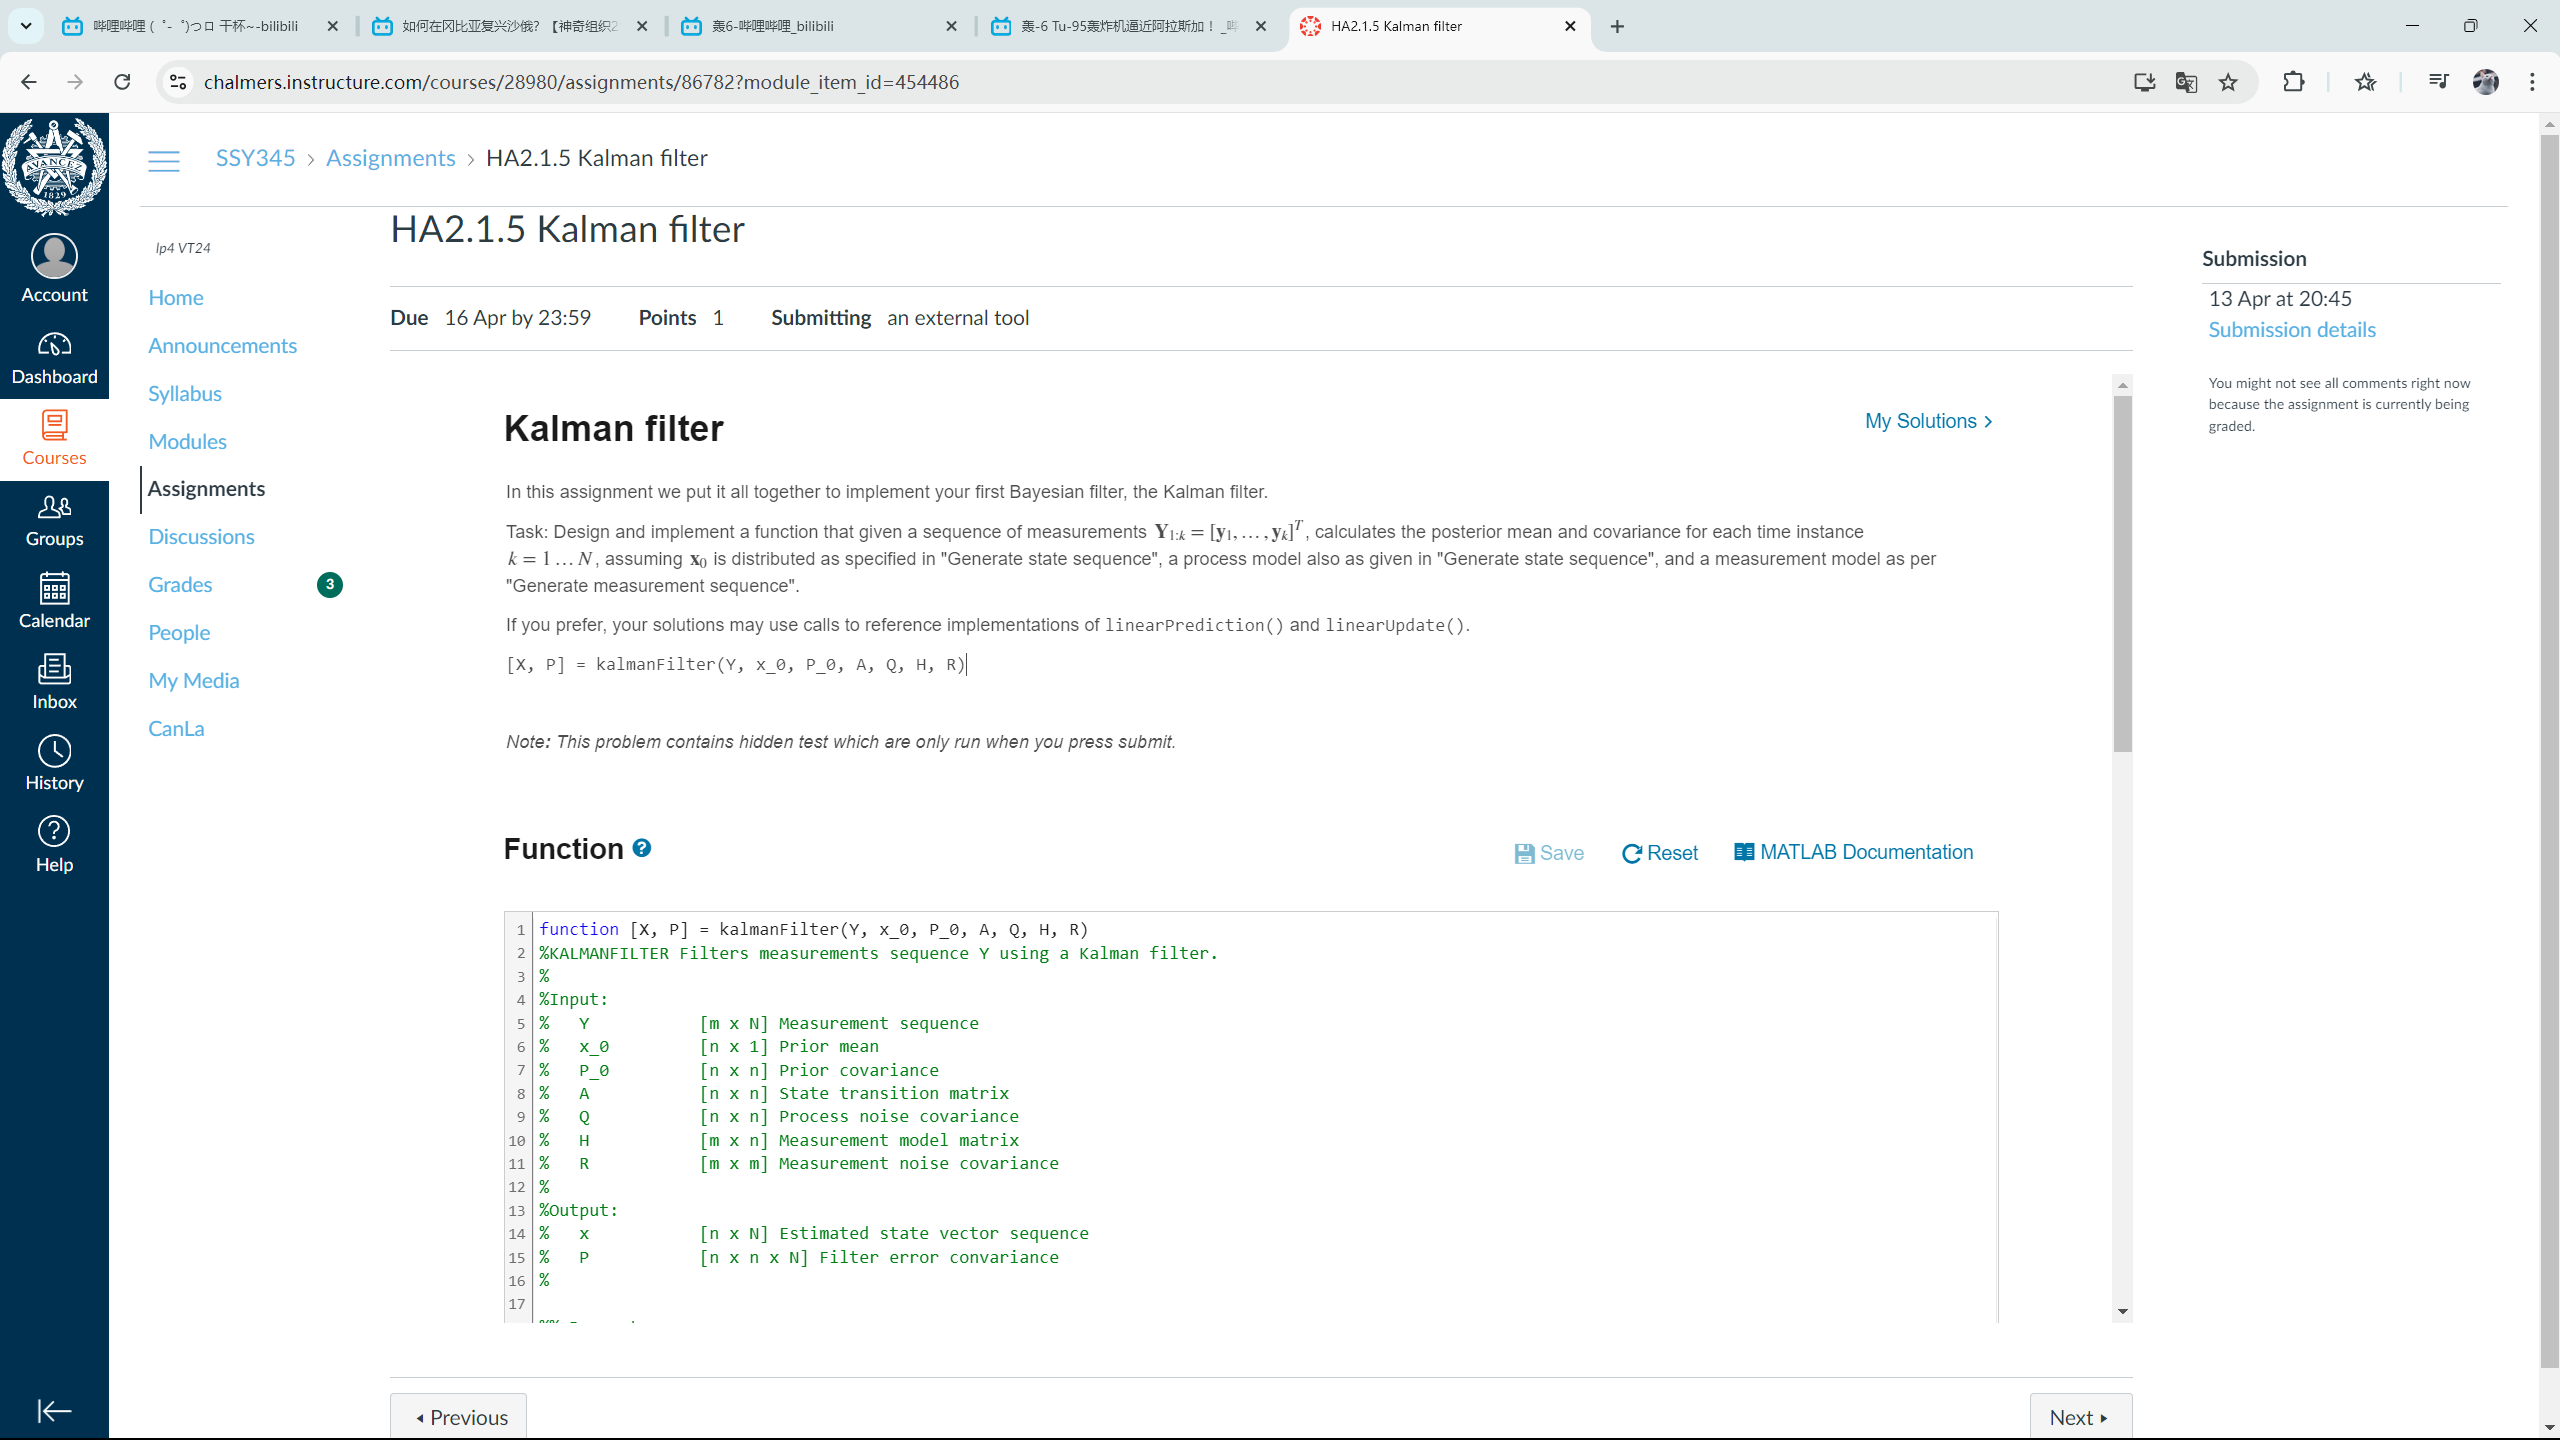 哔哩哔哩 (゜-゜)つロ 干杯~-bilibili
如何在冈比亚复兴沙俄？【神奇组织2
轰6-哔哩哔哩_bilibili
轰-6 Tu-95轰炸机逼近阿拉斯加！_哔
HA2.1.5 Kalman filter
chalmers.instructure.com/courses/28980/assignments/86782?module_item_id=454486
AVANCEZ
1829
Account
Dashboard
Courses
Groups
Calendar
Inbox
History
Help
SSY345 › Assignments › HA2.1.5 Kalman filter
lp4 VT24
Home
Announcements
Syllabus
Modules
Assignments
Discussions
Grades 3
People
My Media
CanLa
HA2.1.5 Kalman filter
Due 16 Apr by 23:59 Points 1 Submitting an external tool
Kalman filter
My Solutions >
In this assignment we put it all together to implement your first Bayesian filter, the Kalman filter.
Task: Design and implement a function that given a sequence of measurements Y₁:ₖ = [y₁, … , yₖ]ᵀ, calculates the posterior mean and covariance for each time instance
k = 1 … N, assuming x₀ is distributed as specified in "Generate state sequence", a process model also as given in "Generate state sequence", and a measurement model as per
"Generate measurement sequence".
If you prefer, your solutions may use calls to reference implementations of linearPrediction() and linearUpdate().
[X, P] = kalmanFilter(Y, x_0, P_0, A, Q, H, R)
Note: This problem contains hidden test which are only run when you press submit.
Function ?
Save
Reset
MATLAB Documentation
1 function [X, P] = kalmanFilter(Y, x_0, P_0, A, Q, H, R)
2 %KALMANFILTER Filters measurements sequence Y using a Kalman filter.
3 %
4 %Input:
5 %   Y           [m x N] Measurement sequence
6 %   x_0         [n x 1] Prior mean
7 %   P_0         [n x n] Prior covariance
8 %   A           [n x n] State transition matrix
9 %   Q           [n x n] Process noise covariance
10 %   H           [m x n] Measurement model matrix
11 %   R           [m x m] Measurement noise covariance
12 %
13 %Output:
14 %   x           [n x N] Estimated state vector sequence
15 %   P           [n x n x N] Filter error convariance
16 %
17
Previous
Next
Submission
13 Apr at 20:45
Submission details
You might not see all comments right now
because the assignment is currently being
graded.